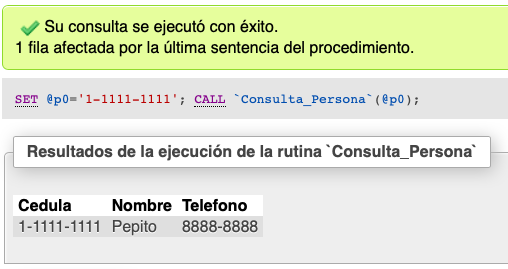 Su consulta se ejecutó con éxito.
1 fila afectada por la última sentencia del procedimiento.
SET @p0='1-1111-1111'; CALL `Consulta_Persona`(@p0);
Resultados de la ejecución de la rutina `Consulta_Persona`
Cedula Nombre Telefono
1-1111-1111 Pepito 8888-8888